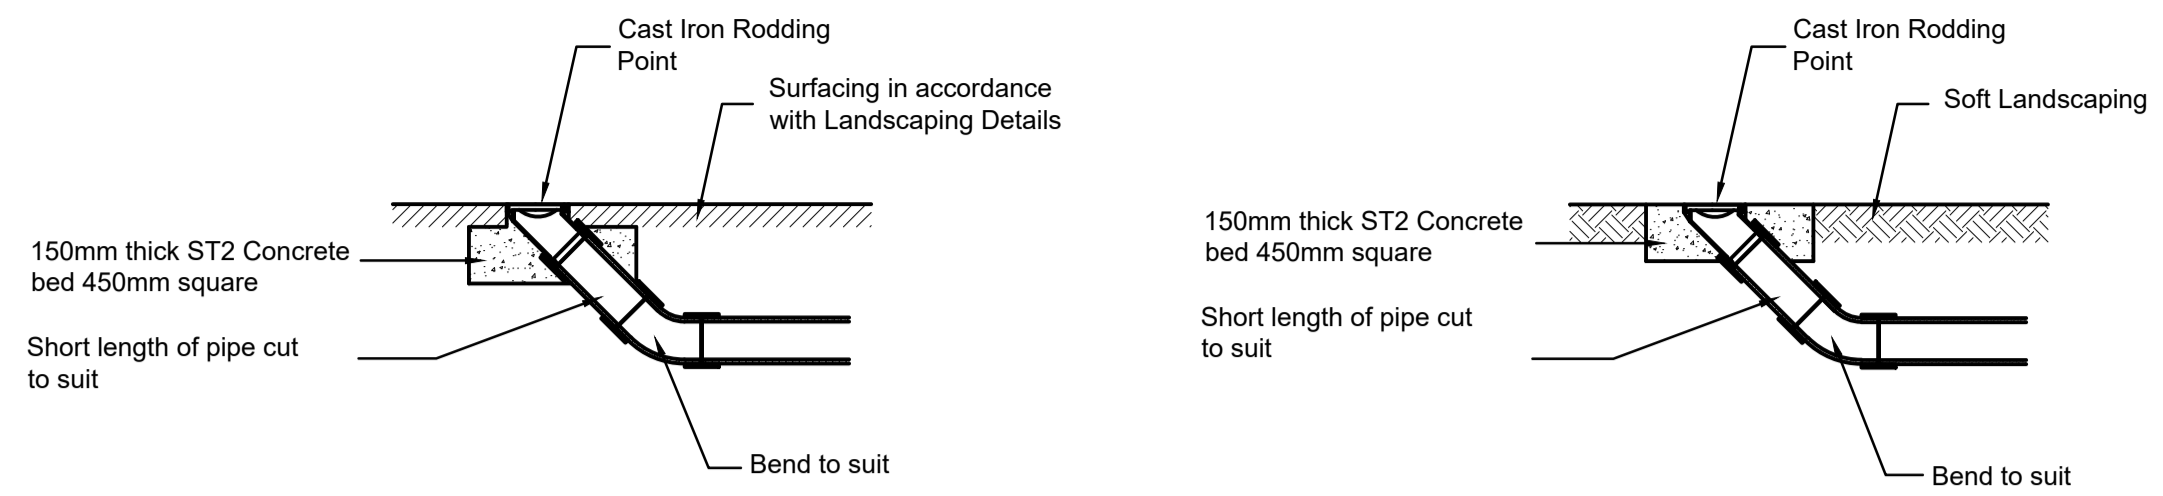 Cast Iron Rodding
Point
Surfacing in accordance
with Landscaping Details
150mm thick ST2 Concrete
bed 450mm square
Short length of pipe cut
to suit
Bend to suit
Cast Iron Rodding
Point
Soft Landscaping
150mm thick ST2 Concrete
bed 450mm square
Short length of pipe cut
to suit
Bend to suit